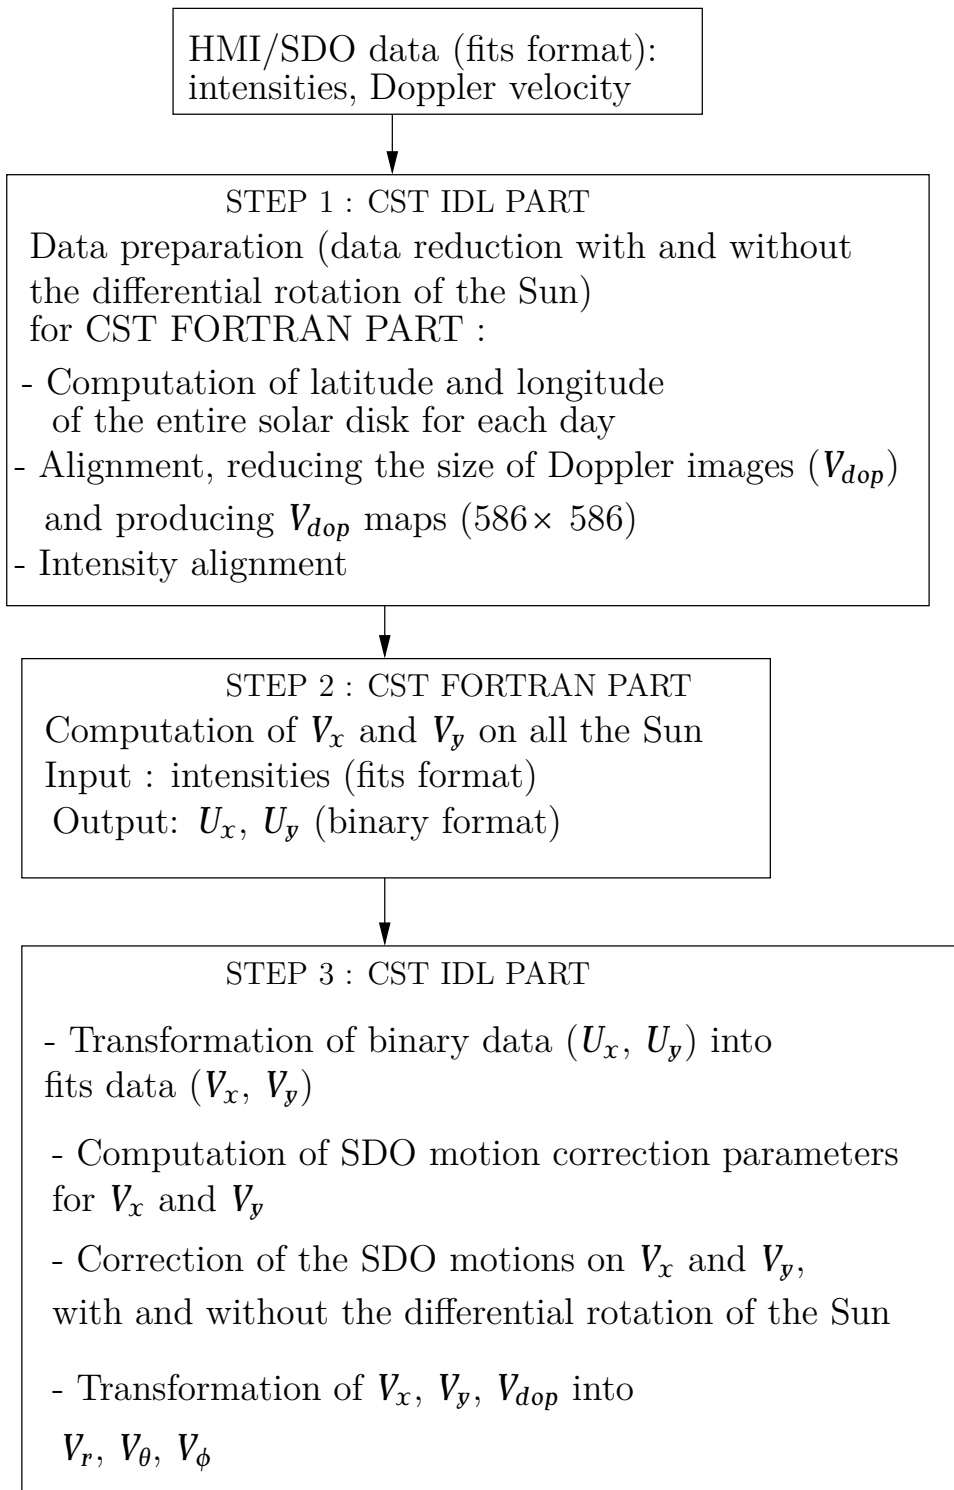 HMI/SDO data (fits format):
intensities, Doppler velocity
STEP 1 : CST IDL PART
Data preparation (data reduction with and without
the differential rotation of the Sun)
for CST FORTRAN PART :
- Computation of latitude and longitude
of the entire solar disk for each day
- Alignment, reducing the size of Doppler images (V_dop)
and producing V_dop maps (586× 586)
- Intensity alignment
STEP 2 : CST FORTRAN PART
Computation of V_x and V_y on all the Sun
Input : intensities (fits format)
Output: U_x, U_y (binary format)
STEP 3 : CST IDL PART
- Transformation of binary data (U_x, U_y) into
fits data (V_x, V_y)
- Computation of SDO motion correction parameters
for V_x and V_y
- Correction of the SDO motions on V_x and V_y,
with and without the differential rotation of the Sun
- Transformation of V_x, V_y, V_dop into
V_r, V_θ, V_ϕ